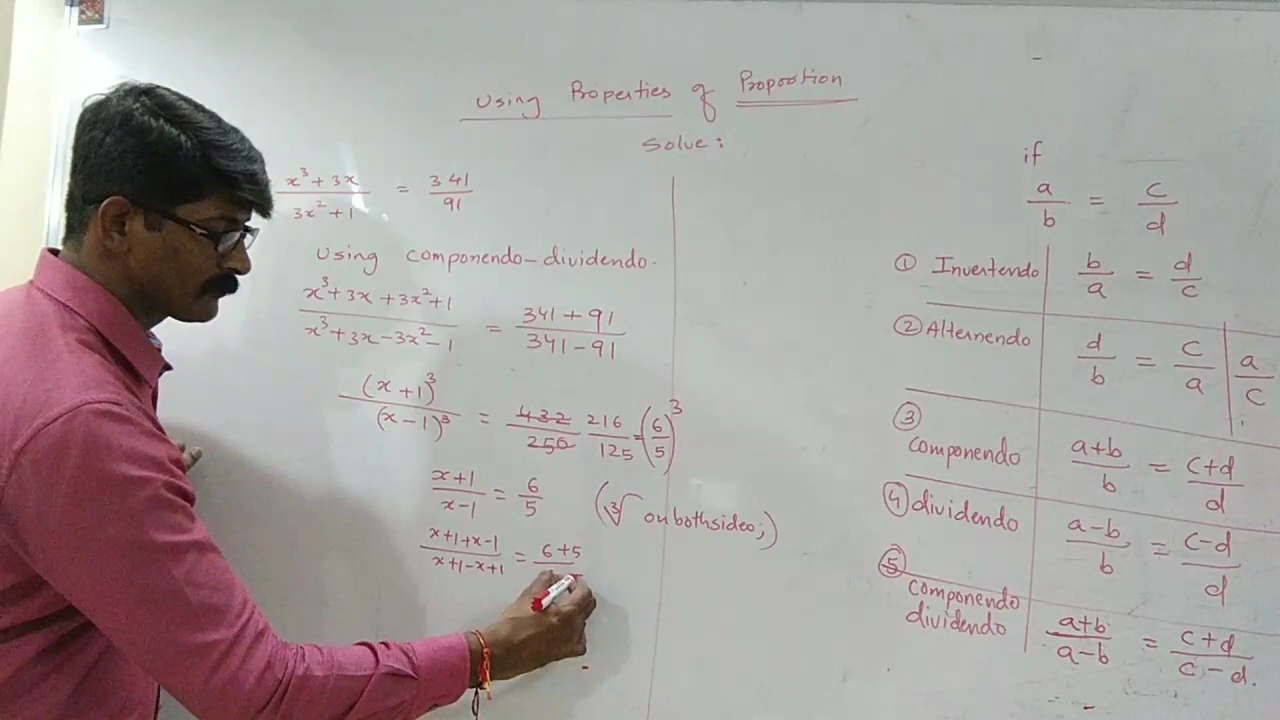 Using Properties of Proportion
Solve:
x³+3x / 3x²+1 = 341/91
Using componendo-dividendo.
x³+3x+3x²+1 / x³+3x-3x²-1 = 341+91 / 341-91
(x+1)³ / (x-1)³ = 432/250 216/125 = (6/5)³
x+1 / x-1 = 6/5 (∛ on both sides;)
x+1+x-1 / x+1-x+1 = 6+5
if
a/b = c/d
① Invertendo b/a = d/c
② Alternendo d/b = c/a | a/c
③ componendo a+b / b = c+d / d
④ dividendo a-b / b = c-d / d
⑤ componendo dividendo a+b / a-b = c+d / c-d.